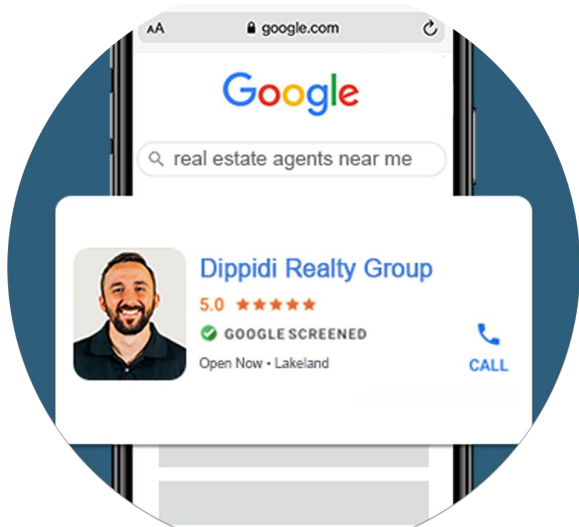 AA google.com
Google
real estate agents near me
Dippidi Realty Group
5.0
GOOGLE SCREENED
Open Now • Lakeland
CALL